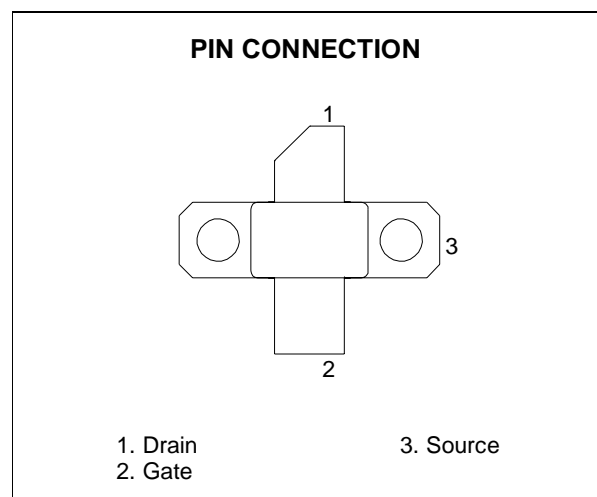 PIN CONNECTION
1
3
2
1. Drain
3. Source
2. Gate